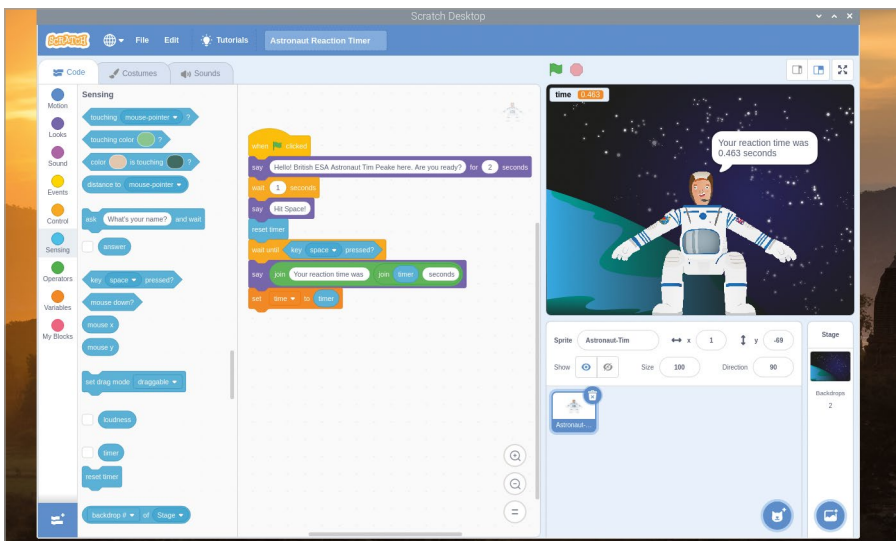 Scratch Desktop
SCRATCH File Edit Tutorials Astronaut Reaction Timer
Code Costumes Sounds
Motion
Looks
Sound
Events
Control
Sensing
Operators
Variables
My Blocks
Sensing
touching mouse-pointer ?
touching color ?
color is touching ?
distance to mouse-pointer
ask What's your name? and wait
answer
key space pressed?
mouse down?
mouse x
mouse y
set drag mode draggable
loudness
timer
reset timer
backdrop # of Stage
when clicked
say Hello! British ESA Astronaut Tim Peake here. Are you ready? for 2 seconds
wait 1 seconds
say Hit Space!
reset timer
wait until key space pressed?
say join Your reaction time was join timer seconds
set time to timer
time 0.463
Your reaction time was
0.463 seconds
Sprite Astronaut-Tim x 1 y -69
Show Size 100 Direction 90
Astronaut-...
Stage
Backdrops
2